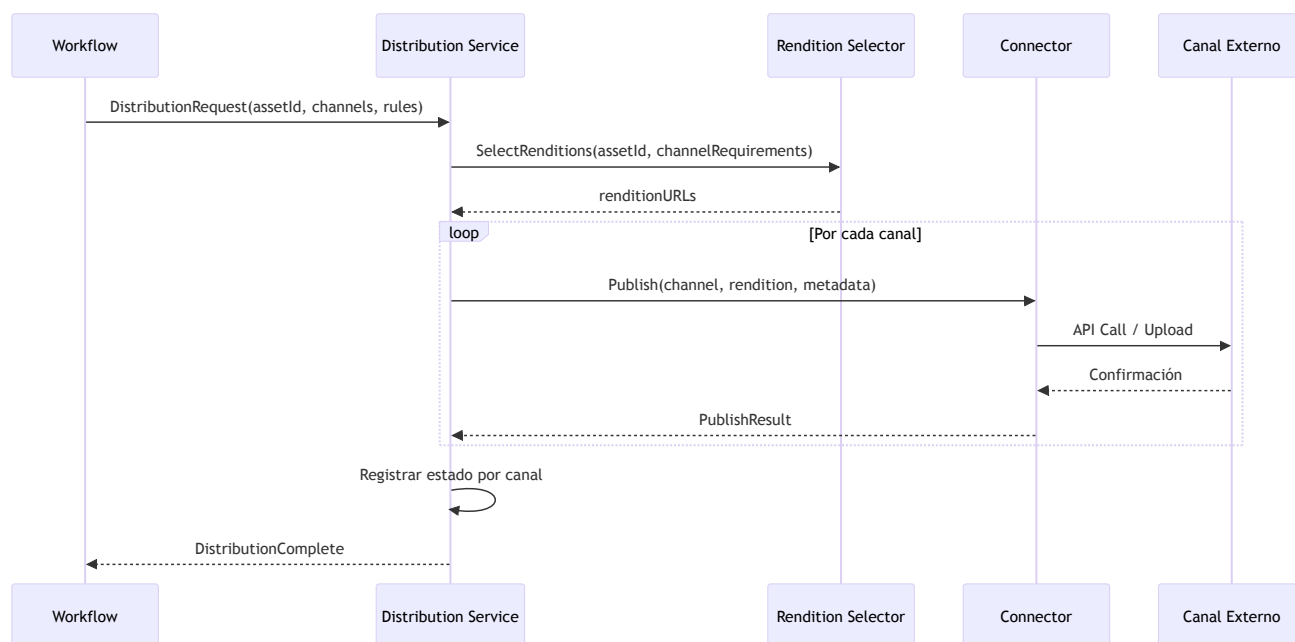 Workflow
Distribution Service
Rendition Selector
Connector
Canal Externo
DistributionRequest(assetId, channels, rules)
SelectRenditions(assetId, channelRequirements)
renditionURLs
loop
[Por cada canal]
Publish(channel, rendition, metadata)
API Call / Upload
Confirmación
PublishResult
Registrar estado por canal
DistributionComplete
Workflow
Distribution Service
Rendition Selector
Connector
Canal Externo